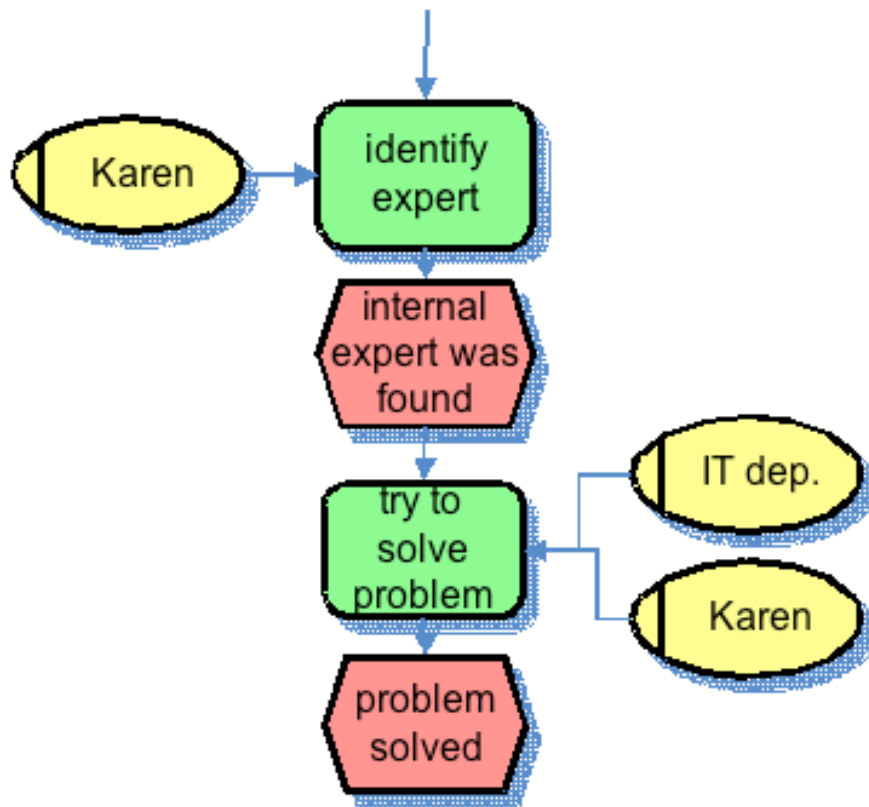 Karen
identify
expert
internal
expert was
found
try to
solve
problem
IT dep.
Karen
problem
solved